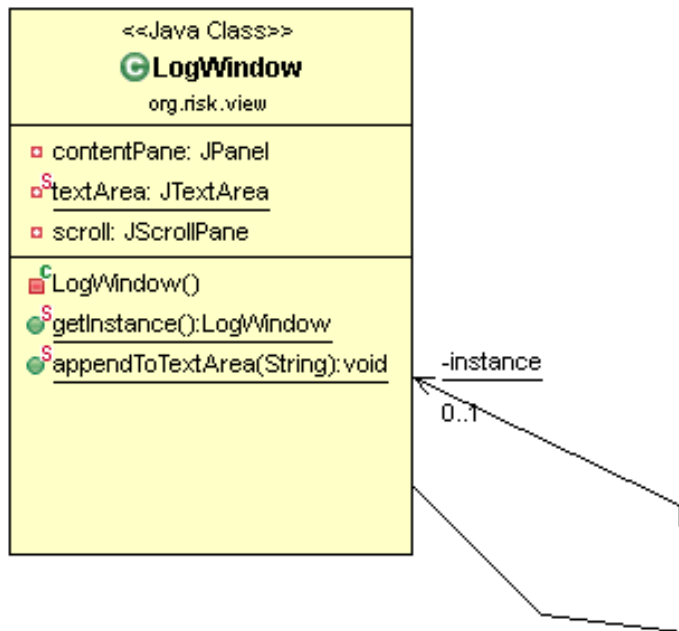 <<Java Class>>
LogWindow
org.risk.view
contentPane: JPanel
textArea: JTextArea
scroll: JScrollPane
LogWindow()
getInstance():LogWindow
appendToTextArea(String):void
-instance
0..1